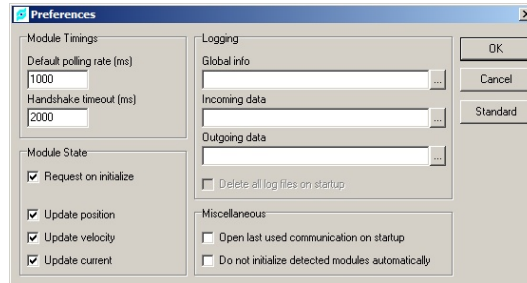 Preferences
Module Timings
Default polling rate (ms)
1000
Handshake timeout (ms)
2000
Module State
Request on initialize
Update position
Update velocity
Update current
Logging
Global info
...
Incoming data
...
Outgoing data
...
Delete all log files on startup
Miscellaneous
Open last used communication on startup
Do not initialize detected modules automatically
OK
Cancel
Standard